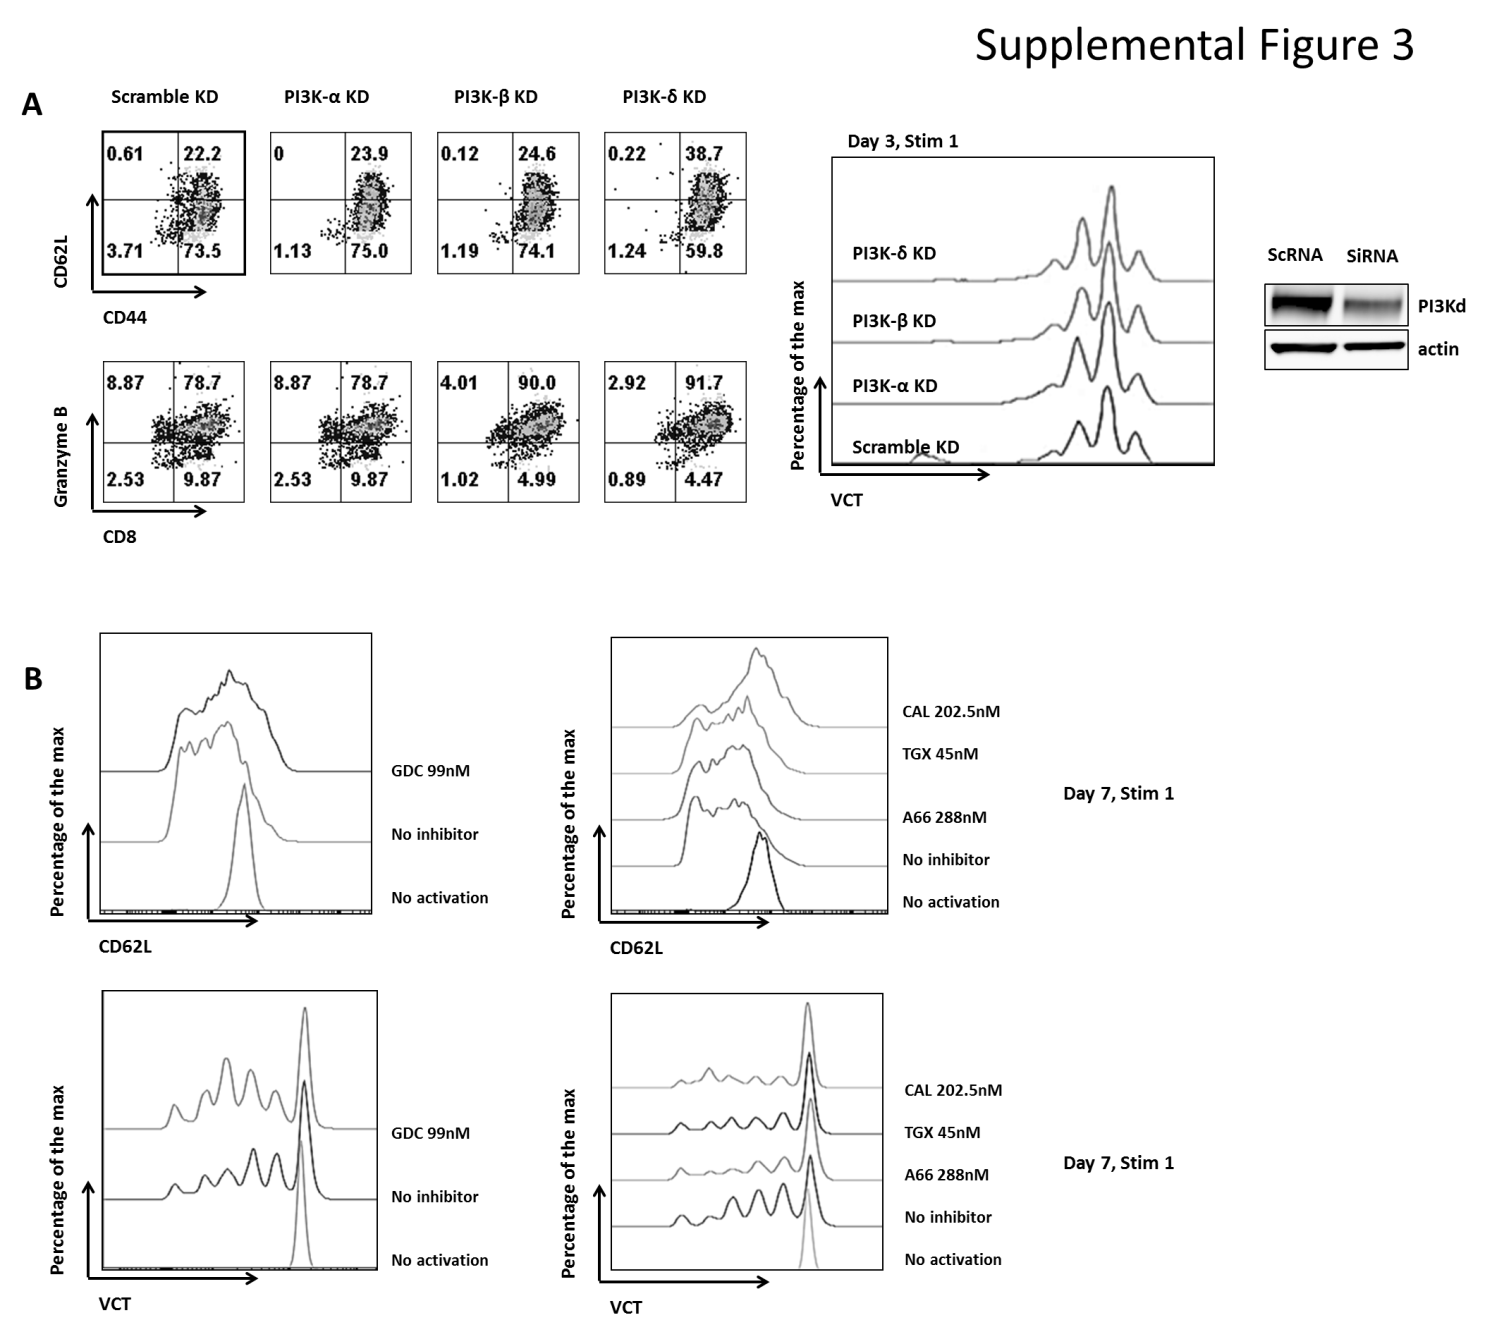 Supplemental Figure 3
A
Scramble KD
PI3K-α KD
PI3K-β KD
PI3K-δ KD
0.61 22.2
3.71 73.5
0 23.9
1.13 75.0
0.12 24.6
1.19 74.1
0.22 38.7
1.24 59.8
CD62L
CD44
8.87 78.7
2.53 9.87
8.87 78.7
2.53 9.87
4.01 90.0
1.02 4.99
2.92 91.7
0.89 4.47
Granzyme B
CD8
Day 3, Stim 1
PI3K-δ KD
PI3K-β KD
PI3K-α KD
Scramble KD
Percentage of the max
VCT
ScRNA SiRNA
PI3Kd
actin
B
Percentage of the max
GDC 99nM
No inhibitor
No activation
CD62L
Percentage of the max
CAL 202.5nM
TGX 45nM
A66 288nM
No inhibitor
No activation
CD62L
Day 7, Stim 1
Percentage of the max
GDC 99nM
No inhibitor
No activation
VCT
Percentage of the max
CAL 202.5nM
TGX 45nM
A66 288nM
No inhibitor
No activation
VCT
Day 7, Stim 1